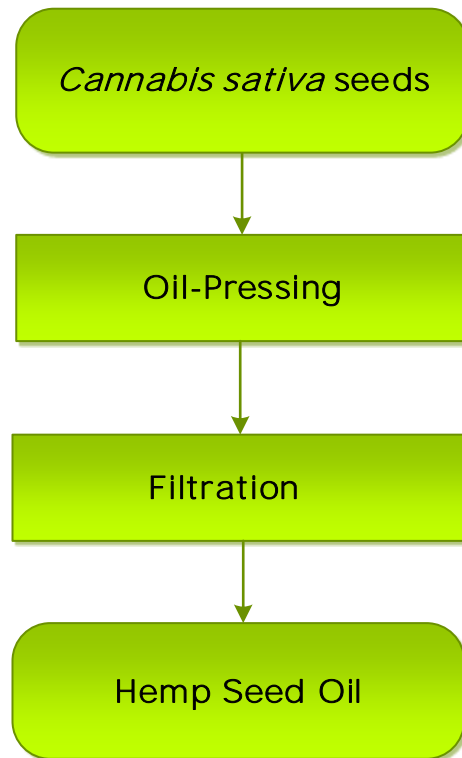 Cannabis sativa seeds
Oil-Pressing
Filtration
Hemp Seed Oil